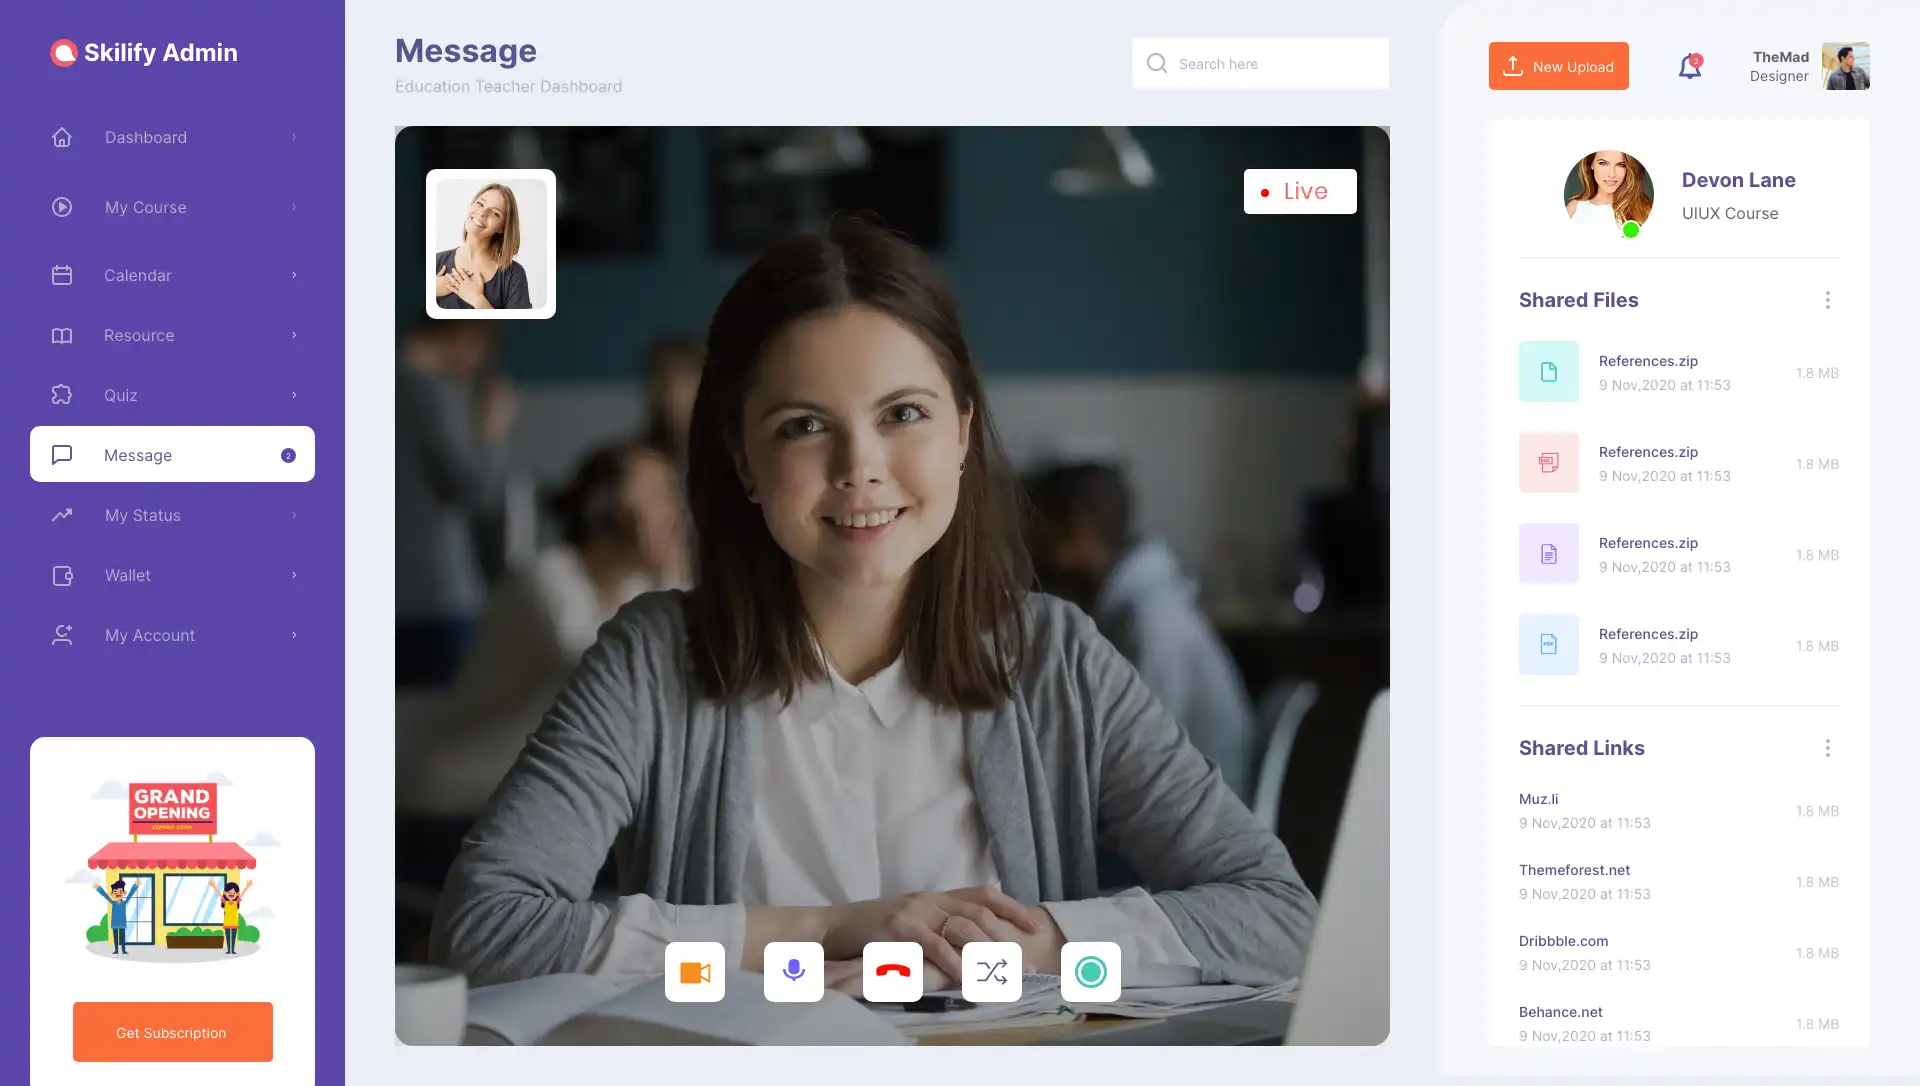 Skilify Admin
Dashboard
My Course
Calendar
Resource
Quiz
Message
2
My Status
Wallet
My Account
GRAND
OPENING
COMING SOON
Get Subscription
Message
Education Teacher Dashboard
Search here
Live
New Upload
2
TheMad
Designer
Devon Lane
UIUX Course
Shared Files
References.zip
9 Nov,2020 at 11:53
1.8 MB
DOC
References.zip
9 Nov,2020 at 11:53
1.8 MB
References.zip
9 Nov,2020 at 11:53
1.8 MB
PDF
References.zip
9 Nov,2020 at 11:53
1.8 MB
Shared Links
Muz.li
9 Nov,2020 at 11:53
1.8 MB
Themeforest.net
9 Nov,2020 at 11:53
1.8 MB
Dribbble.com
9 Nov,2020 at 11:53
1.8 MB
Behance.net
9 Nov,2020 at 11:53
1.8 MB